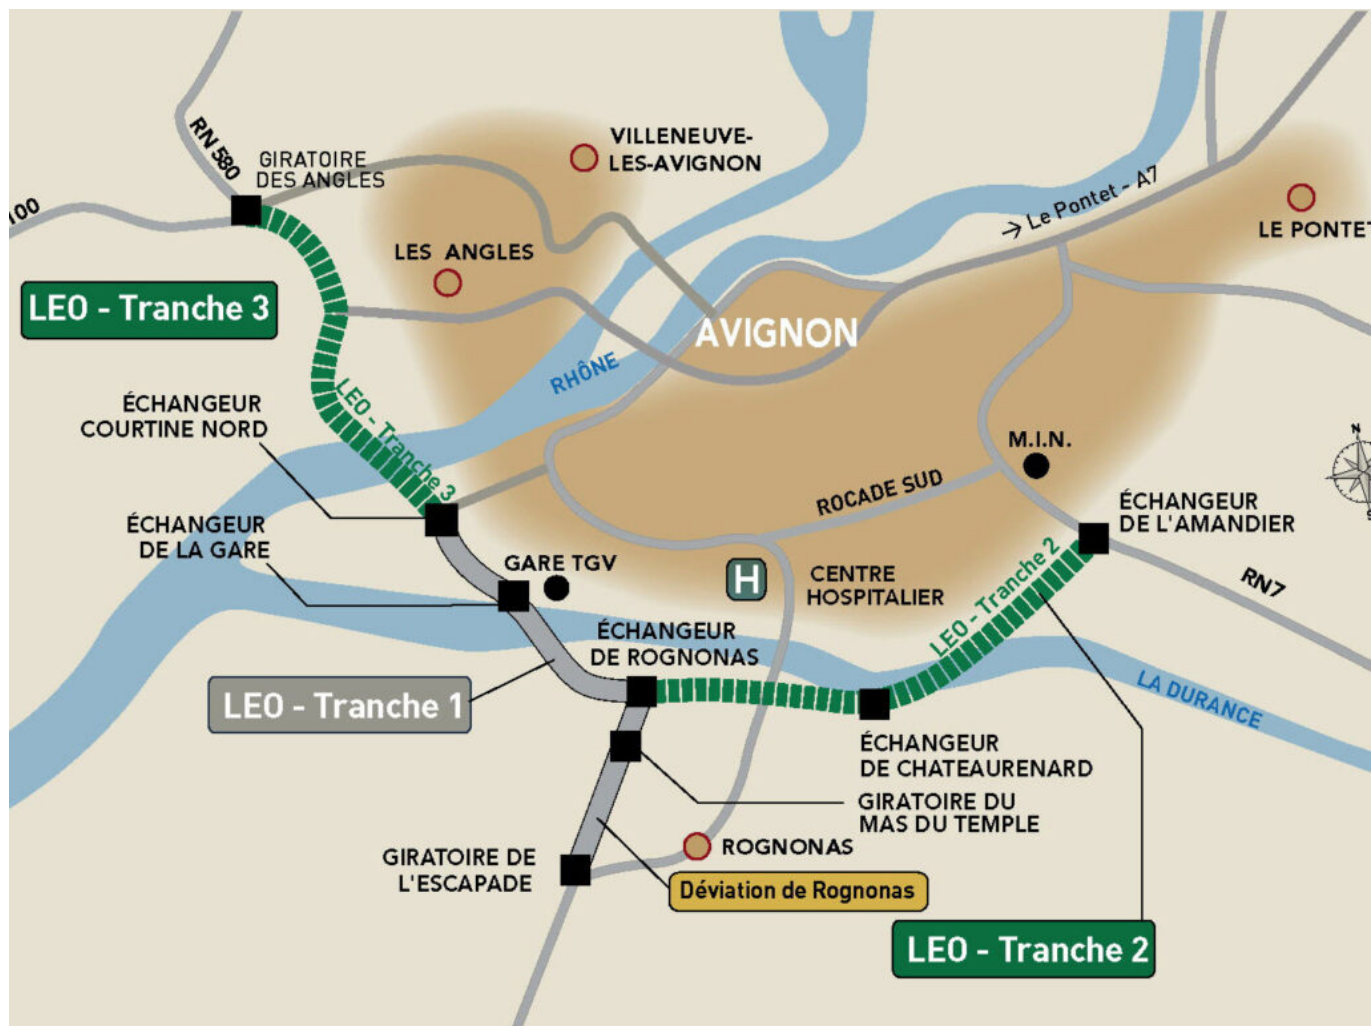 VILLENEUVE-
LES-AVIGNON
RN 580
GIRATOIRE
DES ANGLES
Le Pontet - A7
100
LE PONTET
LES ANGLES
LEO - Tranche 3
AVIGNON
RHÔNE
ÉCHANGEUR
COURTINE NORD
LEO - Tranche 3
M.I.N.
N
S
ROCADE SUD
ÉCHANGEUR
DE L'AMANDIER
ÉCHANGEUR
DE LA GARE
GARE TGV
H
CENTRE
HOSPITALIER
LEO - Tranche 2
RN7
ÉCHANGEUR
DE ROGNONAS
LEO - Tranche 1
LA DURANCE
ÉCHANGEUR
DE CHATEAURENARD
GIRATOIRE DU
MAS DU TEMPLE
ROGNONAS
GIRATOIRE DE
L'ESCAPADE
Déviation de Rognonas
LEO - Tranche 2